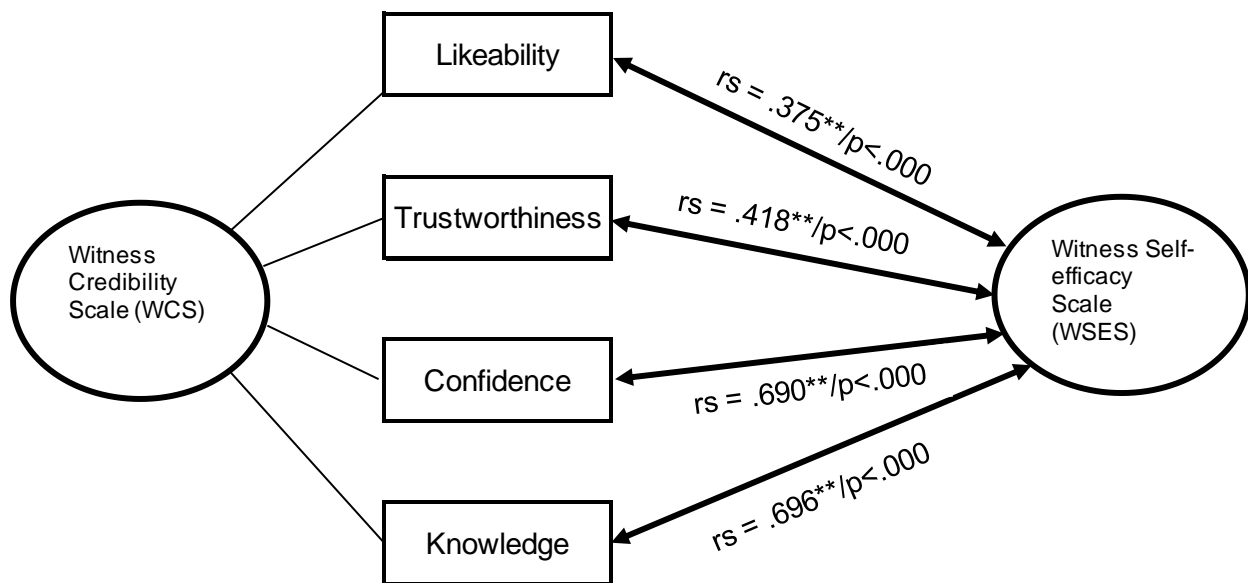 Likeability
rs = .375**/p<.000
Trustworthiness
rs = .418**/p<.000
Witness
Credibility
Scale (WCS)
Witness Self-
efficacy
Scale
(WSES)
Confidence
rs = .690**/p<.000
Knowledge
rs = .696**/p<.000